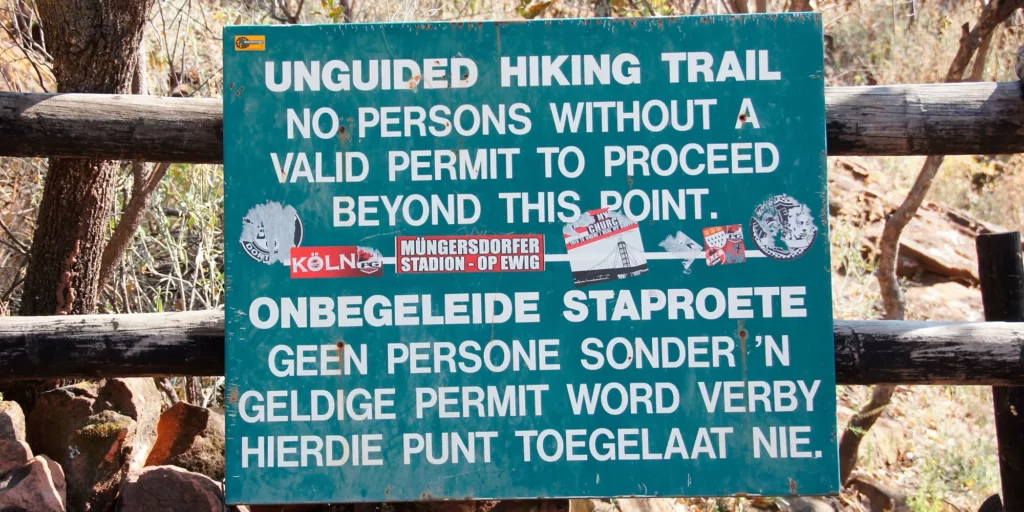 UNGUIDED HIKING TRAIL
NO PERSONS WITHOUT A
VALID PERMIT TO PROCEED
BEYOND THIS POINT.
KÖLN
MÜNGERSDORFER
STADION - OP EWIG
CHURCH
ONBEGELEIDE STAPROETE
GEEN PERSONE SONDER 'N
GELDIGE PERMIT WORD VERBY
HIERDIE PUNT TOEGELAAT NIE.